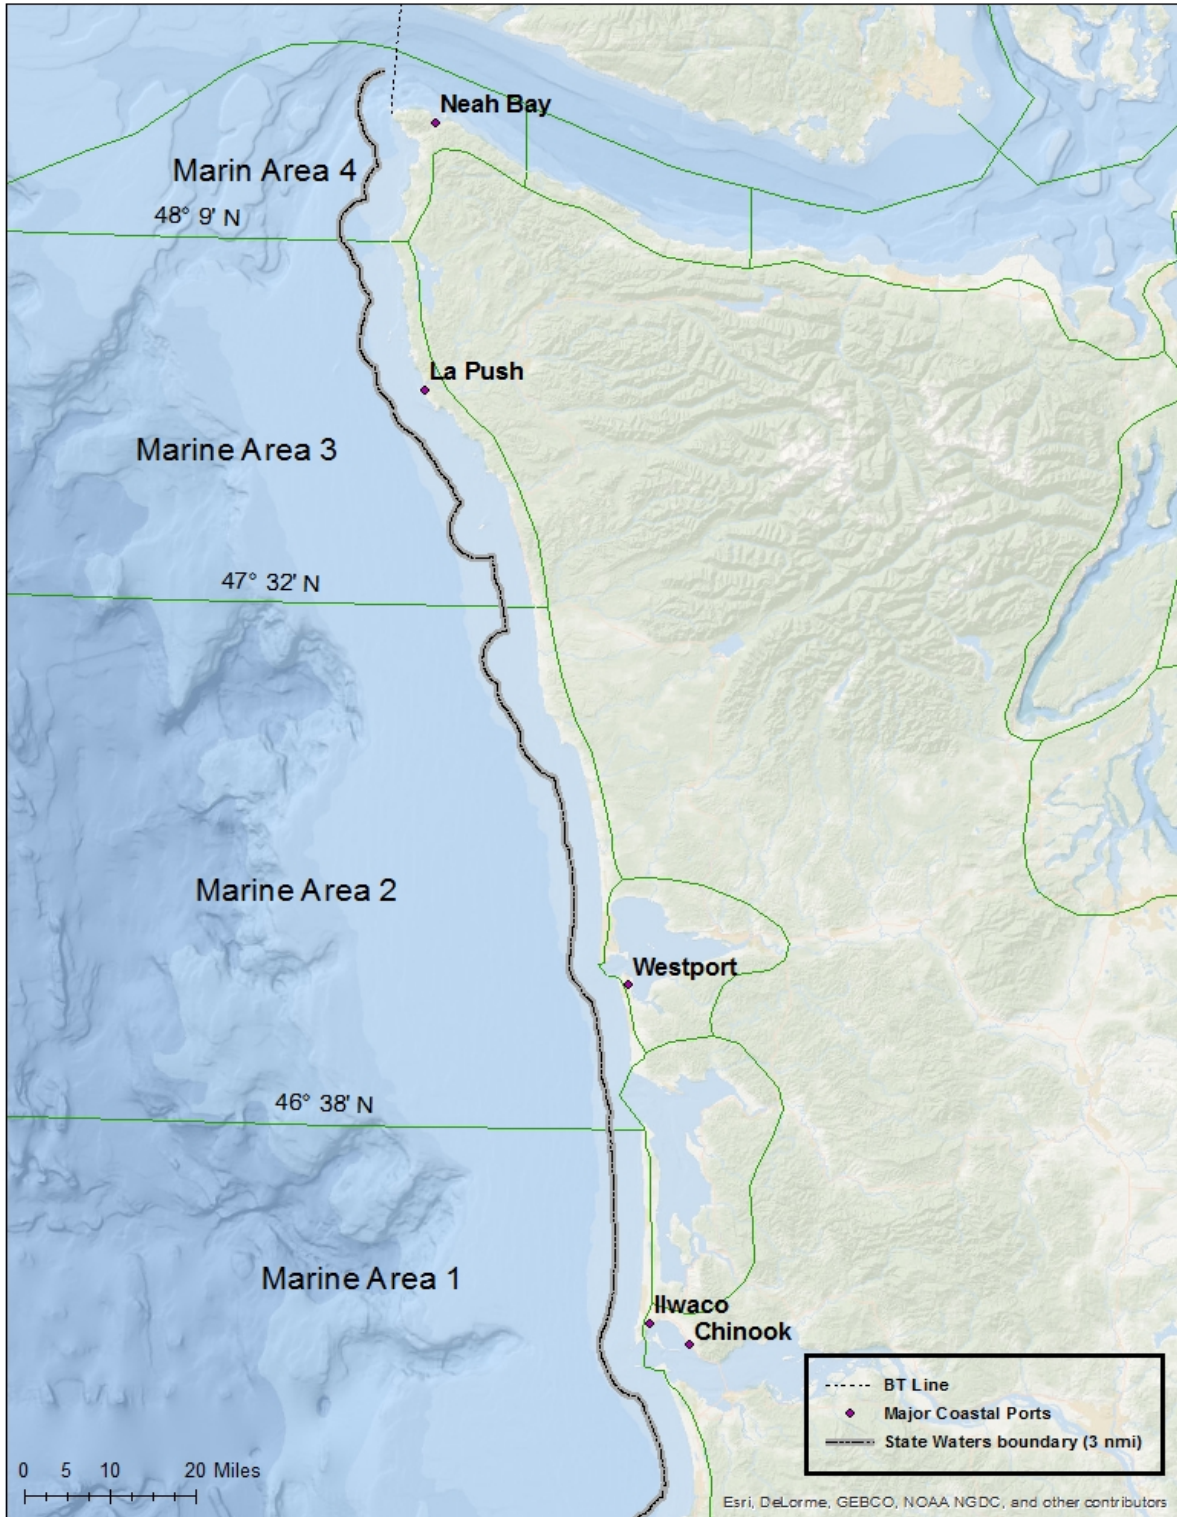 Neah Bay
Marin Area 4
48° 9' N
La Push
Marine Area 3
47° 32' N
Marine Area 2
Westport
46° 38' N
Marine Area 1
Ilwaco
Chinook
BT Line
Major Coastal Ports
State Waters boundary (3 nmi)
0 5 10 20 Miles
Esri, DeLorme, GEBCO, NOAA NGDC, and other contributors